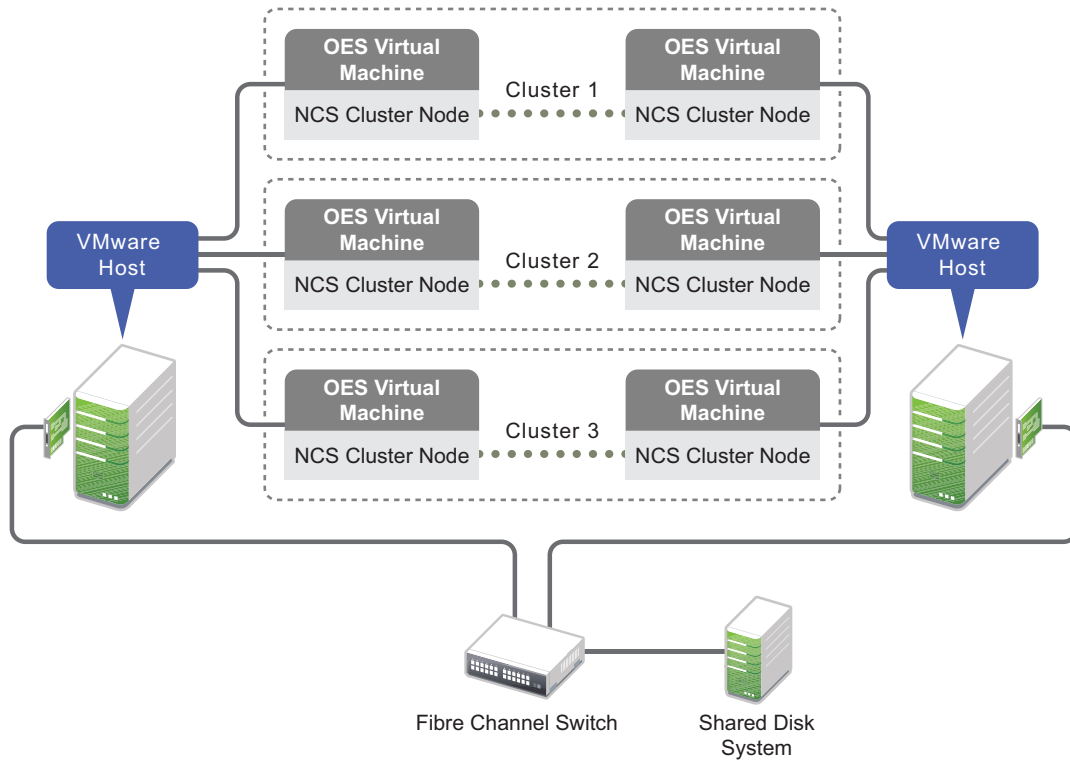 OES Virtual
Machine
NCS Cluster Node
Cluster 1
OES Virtual
Machine
NCS Cluster Node
VMware
Host
OES Virtual
Machine
NCS Cluster Node
Cluster 2
OES Virtual
Machine
NCS Cluster Node
VMware
Host
OES Virtual
Machine
NCS Cluster Node
Cluster 3
OES Virtual
Machine
NCS Cluster Node
Fibre Channel Switch
Shared Disk
System